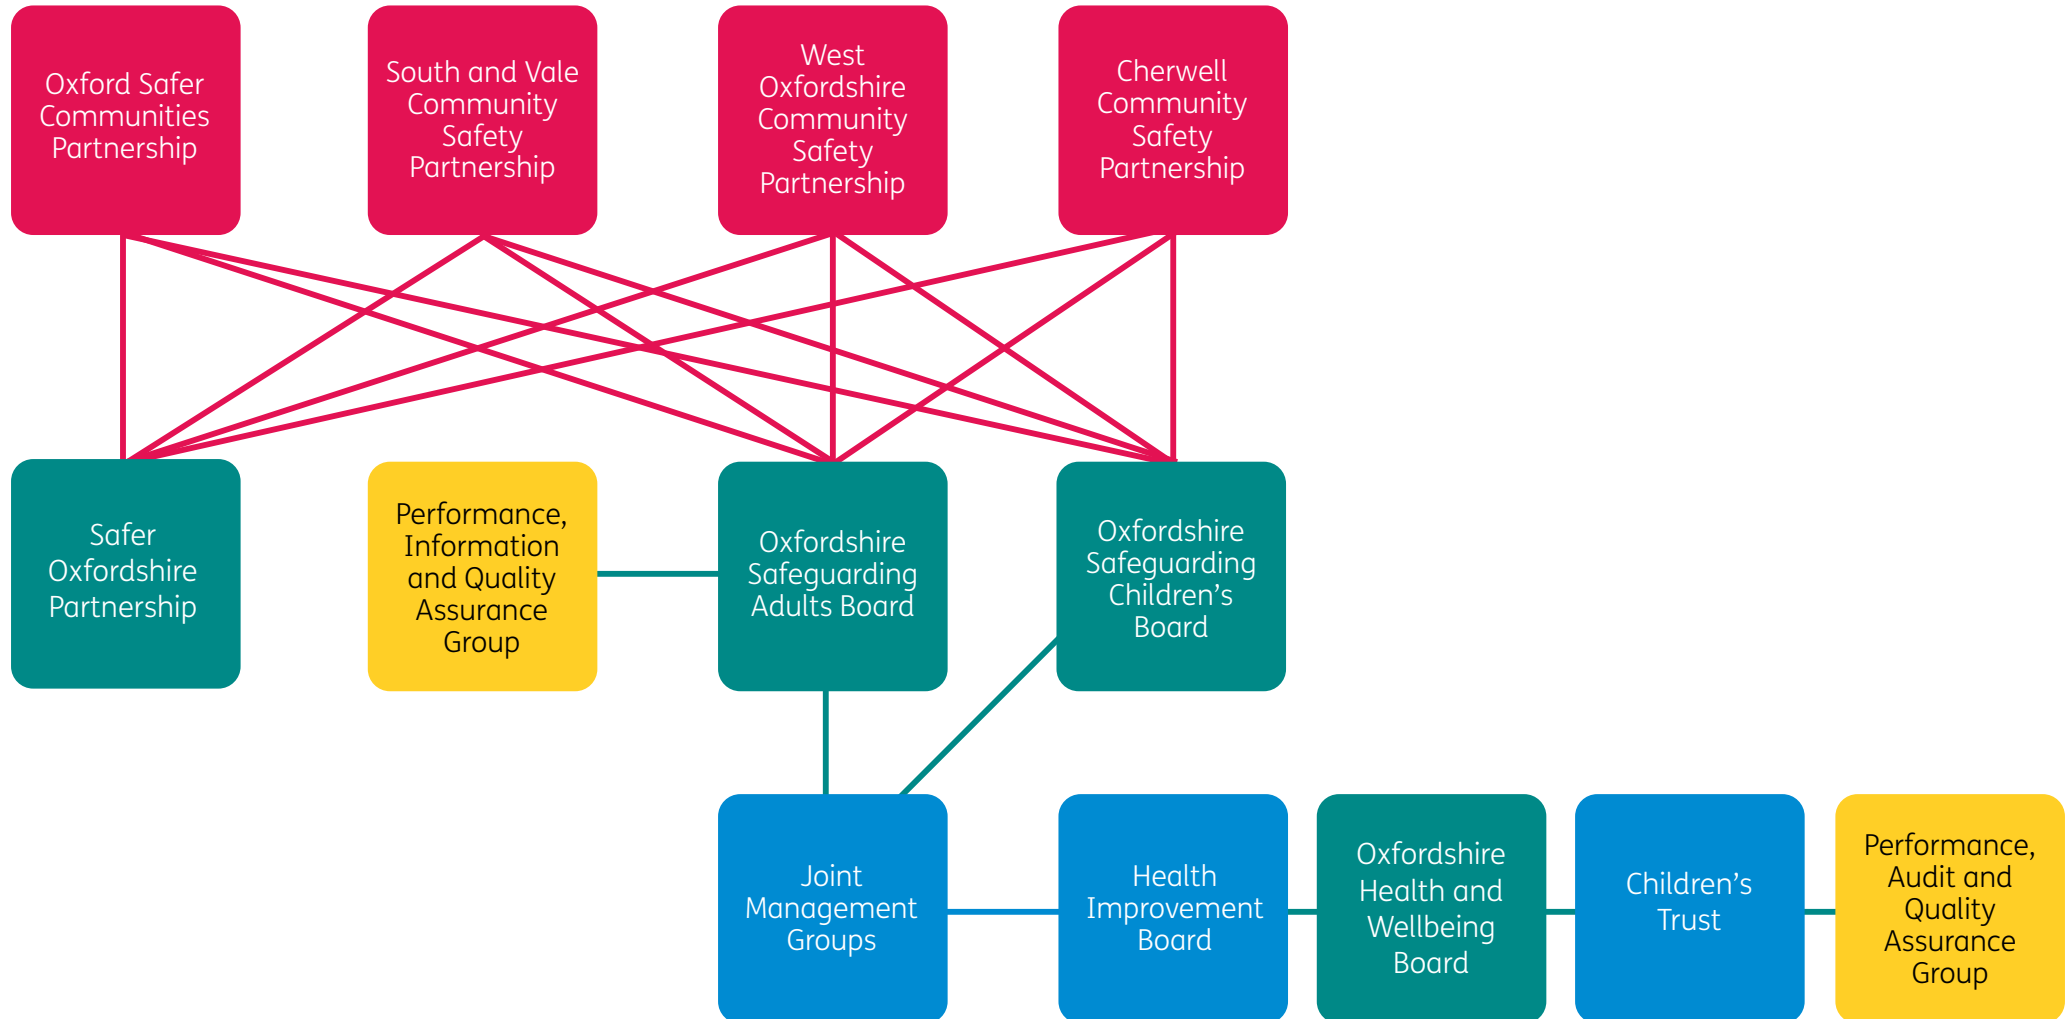 Oxford Safer
Communities
Partnership
South and Vale
Community
Safety
Partnership
West
Oxfordshire
Community
Safety
Partnership
Cherwell
Community
Safety
Partnership
Safer
Oxfordshire
Partnership
Performance,
Information
and Quality
Assurance
Group
Oxfordshire
Safeguarding
Adults Board
Oxfordshire
Safeguarding
Children’s
Board
Joint
Management
Groups
Health
Improvement
Board
Oxfordshire
Health and
Wellbeing
Board
Children’s
Trust
Performance,
Audit and
Quality
Assurance
Group